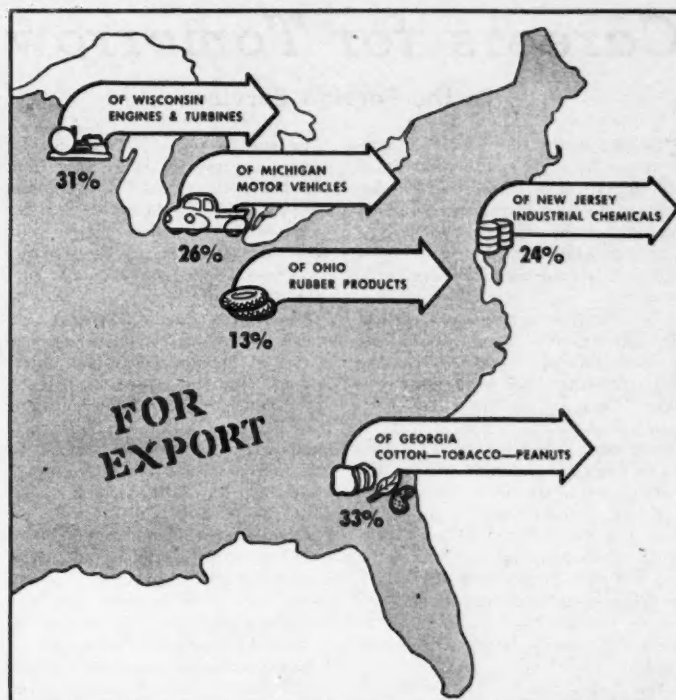 OF WISCONSIN
ENGINES & TURBINES
31%
OF MICHIGAN
MOTOR VEHICLES
26%
OF NEW JERSEY
INDUSTRIAL CHEMICALS
24%
OF OHIO
RUBBER PRODUCTS
13%
FOR
EXPORT
OF GEORGIA
COTTON—TOBACCO—PEANUTS
33%